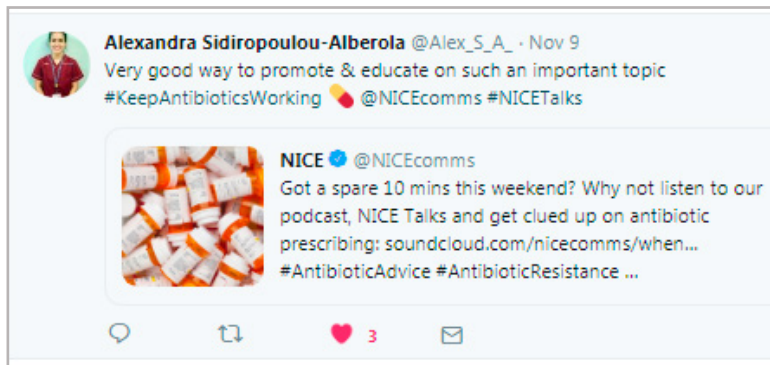 Alexandra Sidiropoulou-Alberola @Alex_S_A_ · Nov 9
Very good way to promote & educate on such an important topic
#KeepAntibioticsWorking 💊 @NICEcomms #NICETalks
NICE @NICEcomms
Got a spare 10 mins this weekend? Why not listen to our
podcast, NICE Talks and get clued up on antibiotic
prescribing: soundcloud.com/nicecomms/when...
#AntibioticAdvice #AntibioticResistance ...
3